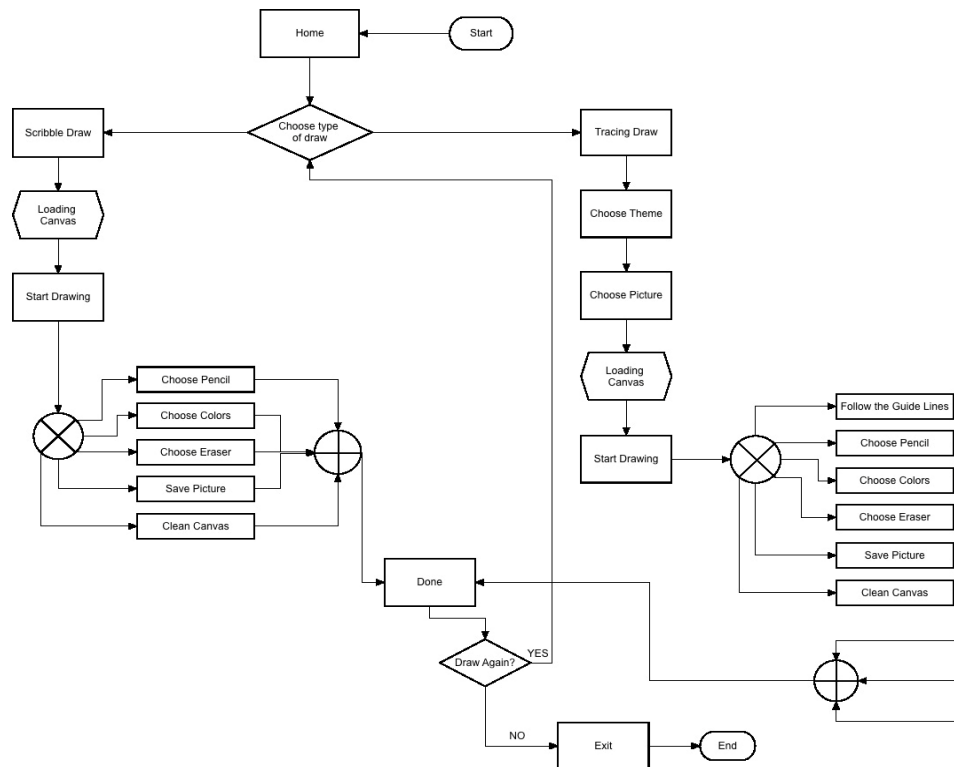 Home
Start
Scribble Draw
Choose type
of draw
Tracing Draw
Loading
Canvas
Choose Theme
Start Drawing
Choose Picture
Loading
Canvas
Choose Pencil
Choose Colors
Choose Eraser
Save Picture
Clean Canvas
Start Drawing
Follow the Guide Lines
Choose Pencil
Choose Colors
Choose Eraser
Save Picture
Clean Canvas
Done
Draw Again?
YES
NO
Exit
End